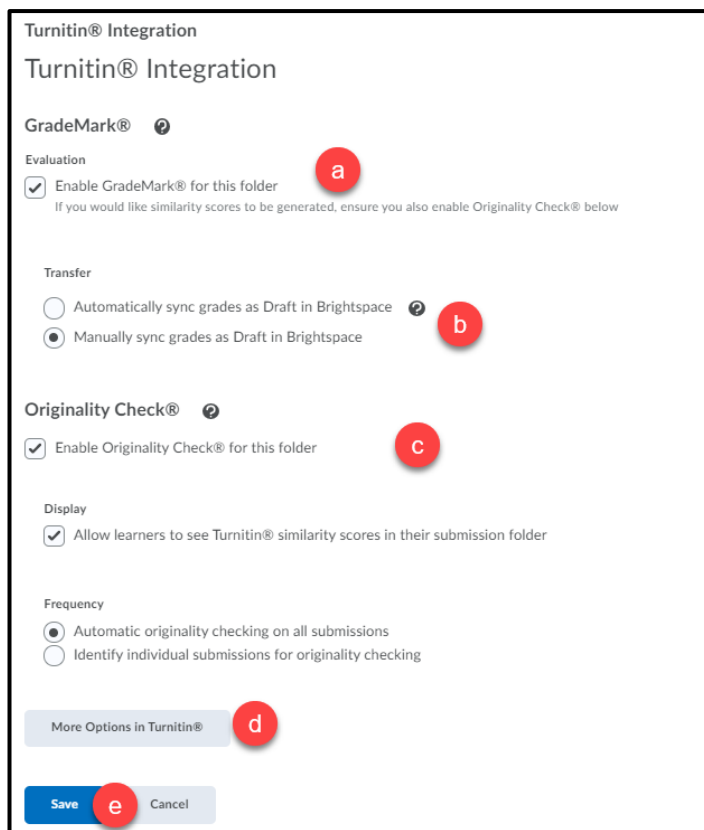 Turnitin® Integration
Turnitin® Integration
GradeMark® ?
Evaluation
a
Enable GradeMark® for this folder
If you would like similarity scores to be generated, ensure you also enable Originality Check® below
Transfer
Automatically sync grades as Draft in Brightspace ?
b
Manually sync grades as Draft in Brightspace
Originality Check® ?
Enable Originality Check® for this folder c
Display
Allow learners to see Turnitin® similarity scores in their submission folder
Frequency
Automatic originality checking on all submissions
Identify individual submissions for originality checking
More Options in Turnitin® d
Save e Cancel